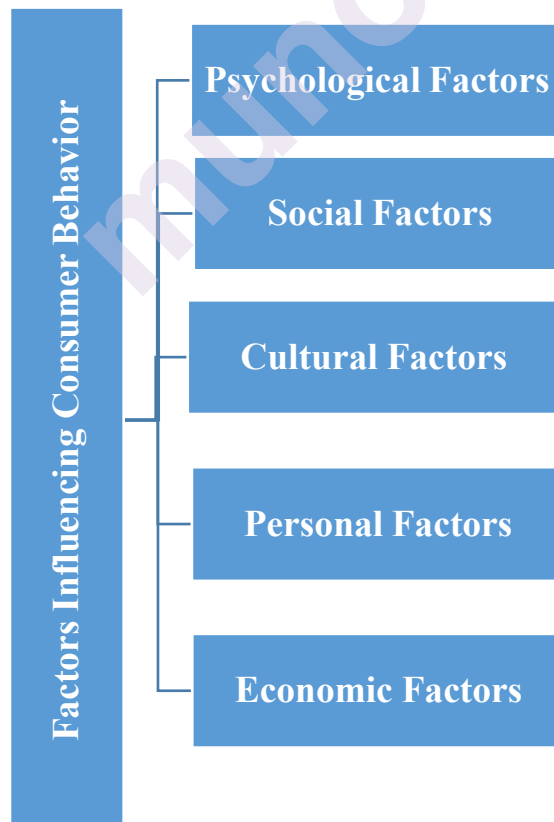 Factors Influencing Consumer Behavior
Psychological Factors
Social Factors
Cultural Factors
Personal Factors
Economic Factors